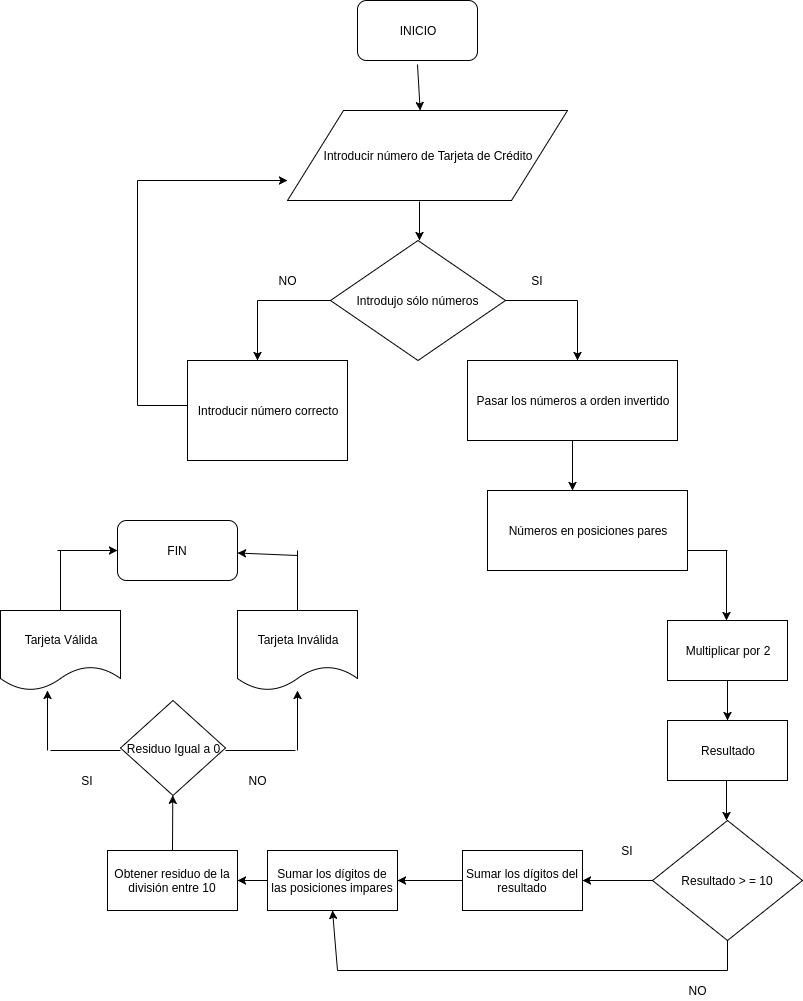 INICIO
Introducir número de Tarjeta de Crédito
Introdujo sólo números
NO
SI
Introducir número correcto
Pasar los números a orden invertido
Números en posiciones pares
Multiplicar por 2
Resultado
Resultado > = 10
SI
NO
Sumar los dígitos del
resultado
Sumar los dígitos de
las posiciones impares
Obtener residuo de la
división entre 10
Residuo Igual a 0
SI
NO
Tarjeta Válida
Tarjeta Inválida
FIN